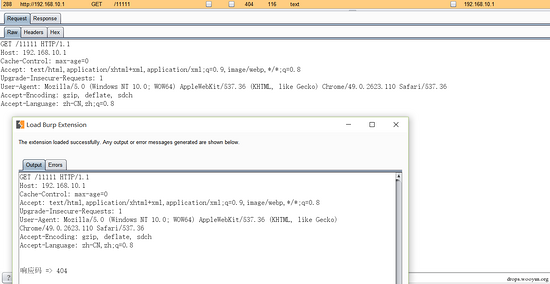 288 http://192.168.10.1 GET /11111 404 116 text 192.168.10.1
Request Response
Raw Headers Hex
GET /11111 HTTP/1.1
Host: 192.168.10.1
Cache-Control: max-age=0
Accept: text/html,application/xhtml+xml,application/xml;q=0.9,image/webp,*/*;q=0.8
Upgrade-Insecure-Requests: 1
User-Agent: Mozilla/5.0 (Windows NT 10.0; WOW64) AppleWebKit/537.36 (KHTML, like Gecko) Chrome/49.0.2623.110 Safari/537.36
Accept-Encoding: gzip, deflate, sdch
Accept-Language: zh-CN,zh;q=0.8
Load Burp Extension
The extension loaded successfully. Any output or error messages generated are shown below.
Output Errors
GET /11111 HTTP/1.1
Host: 192.168.10.1
Cache-Control: max-age=0
Accept: text/html,application/xhtml+xml,application/xml;q=0.9,image/webp,*/*;q=0.8
Upgrade-Insecure-Requests: 1
User-Agent: Mozilla/5.0 (Windows NT 10.0; WOW64) AppleWebKit/537.36 (KHTML, like Gecko)
Chrome/49.0.2623.110 Safari/537.36
Accept-Encoding: gzip, deflate, sdch
Accept-Language: zh-CN,zh;q=0.8
响应码 => 404
? drops.wooyun.org